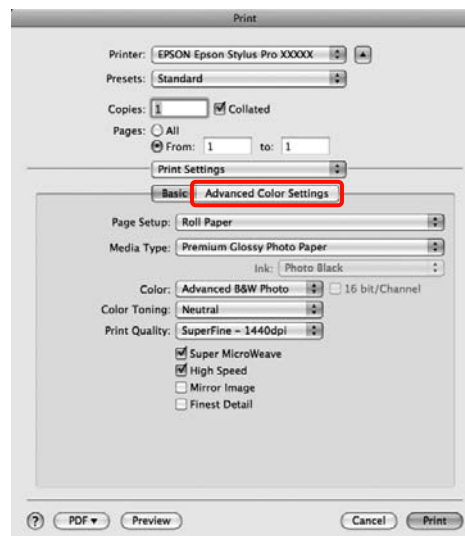 Print
Printer: EPSON Epson Stylus Pro XXXXX
Presets: Standard
Copies: 1 Collated
Pages: All
From: 1 to: 1
Print Settings
Basic Advanced Color Settings
Page Setup: Roll Paper
Media Type: Premium Glossy Photo Paper
Ink: Photo Black
Color: Advanced B&W Photo 16 bit/Channel
Color Toning: Neutral
Print Quality: SuperFine – 1440dpi
Super MicroWeave
High Speed
Mirror Image
Finest Detail
? PDF▼ Preview Cancel Print